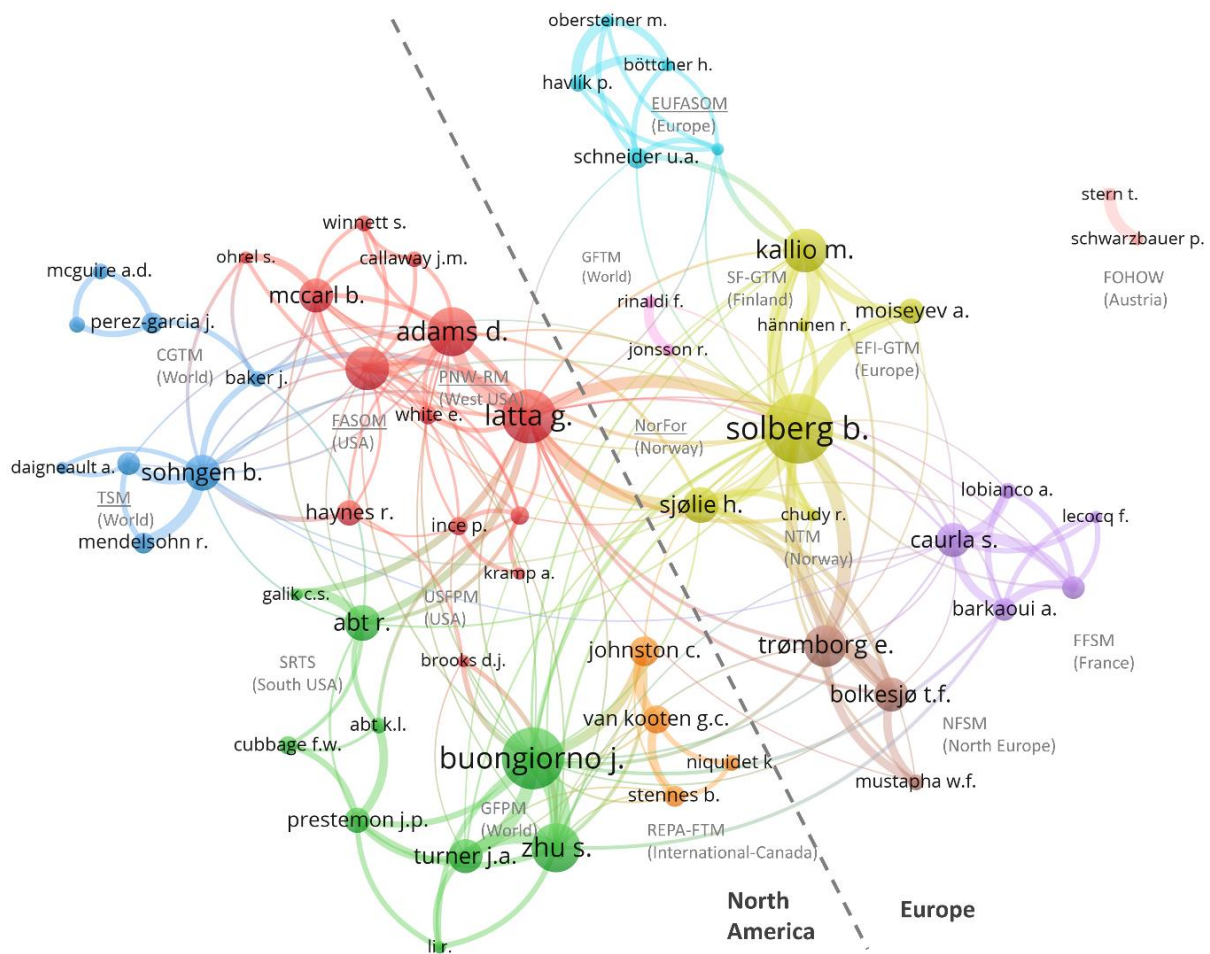 obersteiner m.
böttcher h.
havlík p.
EUFASOM
(Europe)
schneider u.a.
stern t.
schwarzbauer p.
FOHOW
(Austria)
winnett s.
ohrel s.
callaway j.m.
mcguire a.d.
mccarl b.
perez-garcia j.
adams d.
CGTM
(World)
baker j.
GFTM
(World)
kallio m.
SF-GTM
(Finland)
rinaldi f.
hänninen r.
moiseyev a.
jonsson r.
EFI-GTM
(Europe)
PNW-RM
(West USA)
FASOM
(USA)
white e.
latta g.
NorFor
(Norway)
solberg b.
daigneault a.
sohngen b.
TSM
(World)
mendelsohn r.
haynes r.
ince p.
kramp a.
sjølie h.
chudy r.
NTM
(Norway)
lobianco a.
lecocq f.
caurla s.
barkaoui a.
FFSM
(France)
galik c.s.
abt r.
USFPM
(USA)
SRTS
(South USA)
brooks d.j.
johnston c.
trømborg e.
bolkesjø t.f.
NFSM
(North Europe)
mustapha w.f.
abt k.l.
cubbage f.w.
buongiorno j.
van kooten g.c.
niquidet k
stennes b.
REPA-FTM
(International-Canada)
GFPM
(World)
prestemon j.p.
turner j.a.
zhu s.
li r.
North
America
Europe